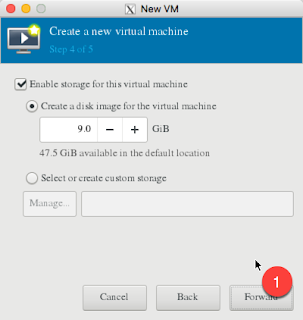 New VM
Create a new virtual machine
Step 4 of 5
Enable storage for this virtual machine
Create a disk image for the virtual machine
9.0 − + GiB
47.5 GiB available in the default location
Select or create custom storage
Manage...
Cancel Back Forward
1